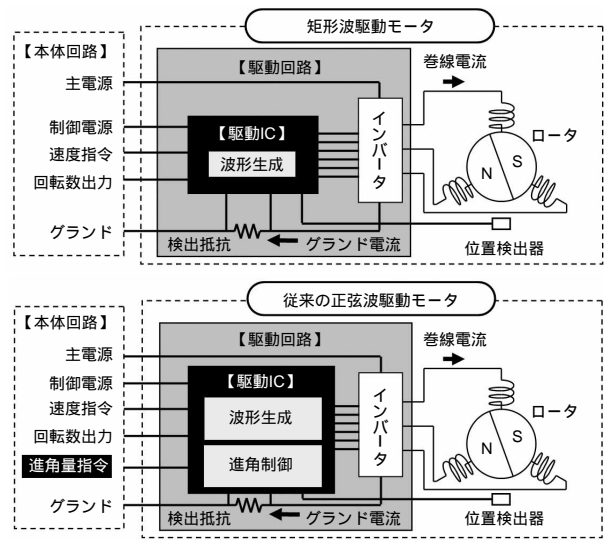 矩形波駆動モータ
【本体回路】
【駆動回路】
巻線電流
主電源
制御電源
速度指令
回転数出力
グランド
【駆動IC】
波形生成
インバータ
ロータ
N
S
検出抵抗
グランド電流
位置検出器
従来の正弦波駆動モータ
【本体回路】
【駆動回路】
巻線電流
主電源
制御電源
速度指令
回転数出力
進角量指令
グランド
【駆動IC】
波形生成
進角制御
インバータ
ロータ
N
S
検出抵抗
グランド電流
位置検出器